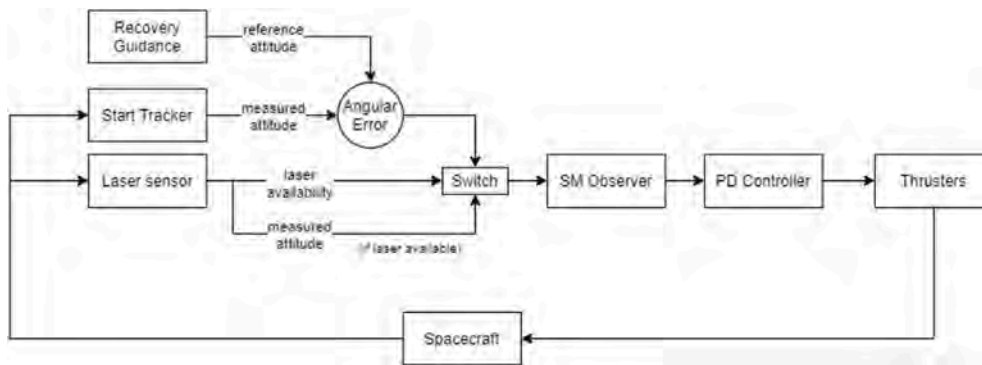 Recovery
Guidance
reference
attitude
Start Tracker
measured
attitude
Angular
Error
Laser sensor
laser
availability
Switch
SM Observer
PD Controller
Thrusters
measured
attitude
(if laser available)
Spacecraft